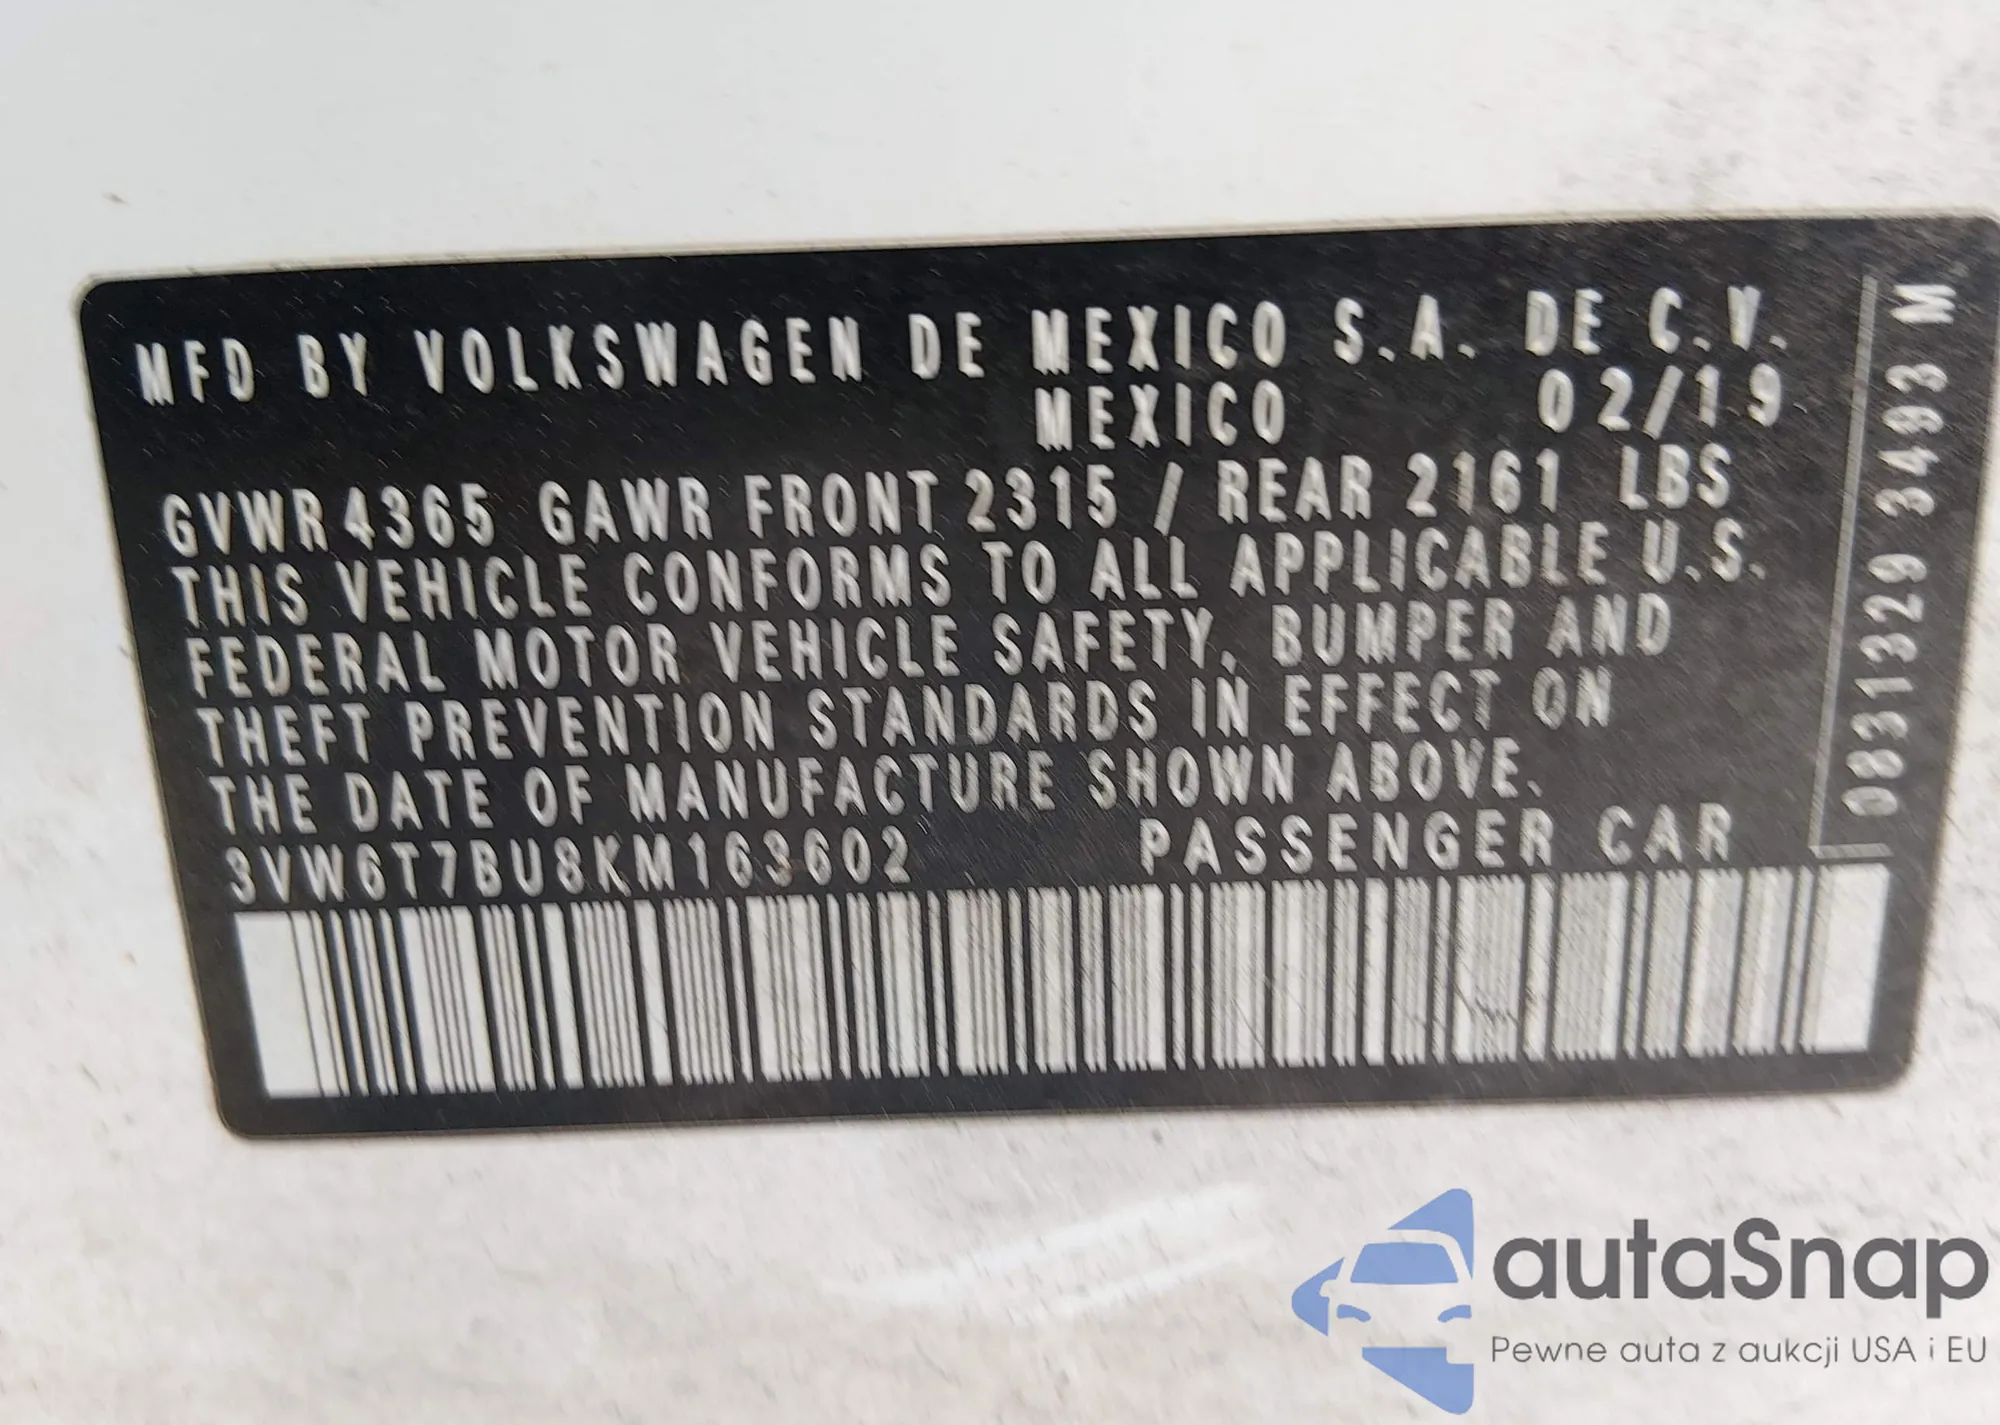 MFD BY VOLKSWAGEN DE MEXICO S.A. DE C.V.
MEXICO 02/19
GVWR 4365 GAWR FRONT 2315 / REAR 2161 LBS
THIS VEHICLE CONFORMS TO ALL APPLICABLE U.S.
FEDERAL MOTOR VEHICLE SAFETY, BUMPER AND
THEFT PREVENTION STANDARDS IN EFFECT ON
THE DATE OF MANUFACTURE SHOWN ABOVE.
3VW6T7BU8KM163602 PASSENGER CAR
0831329 3493 M
autaSnap
Pewne auta z aukcji USA i EU